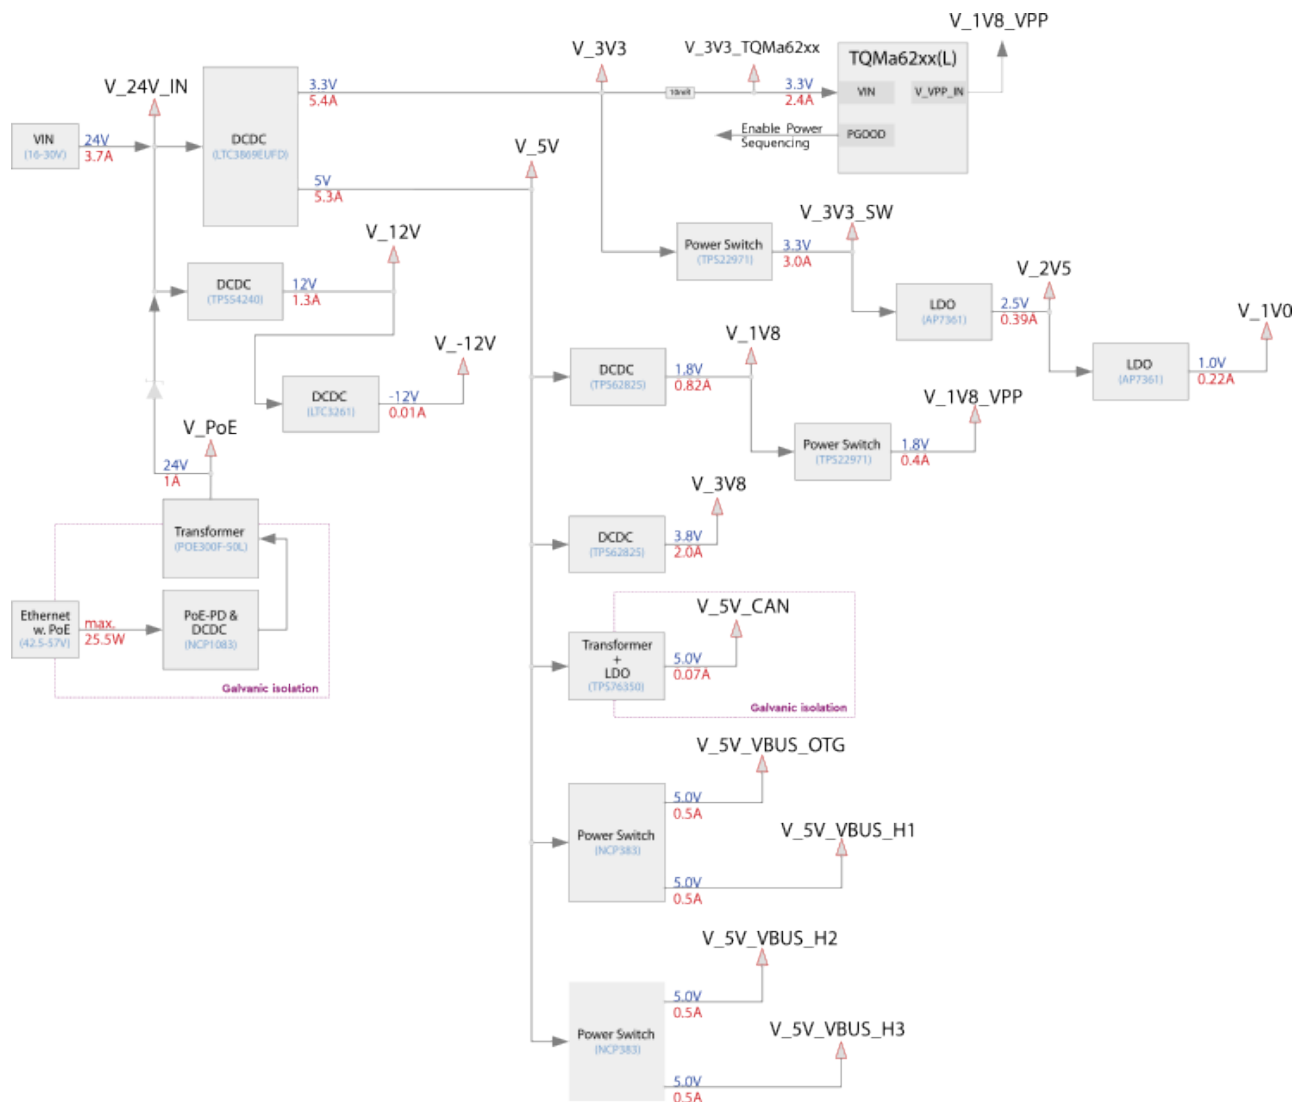 V_1V8_VPP
V_3V3
V_3V3_TQMa62xx
TQMa62xx(L)
V_24V_IN
3.3V
5.4A
10mR
3.3V
2.4A
VIN
V_VPP_IN
VIN
(16-30V)
24V
3.7A
DCDC
(LTC3869EUFD)
Enable Power
Sequencing
PGOOD
V_5V
5V
5.3A
V_3V3_SW
V_12V
Power Switch
(TPS22971)
3.3V
3.0A
DCDC
(TPS54240)
12V
1.3A
V_2V5
LDO
(AP7361)
2.5V
0.39A
V_1V0
V_-12V
V_1V8
DCDC
(LTC3261)
-12V
0.01A
DCDC
(TPS62825)
1.8V
0.82A
LDO
(AP7361)
1.0V
0.22A
V_1V8_VPP
V_PoE
24V
1A
Power Switch
(TPS22971)
1.8V
0.4A
V_3V8
Transformer
(POE300F-50L)
DCDC
(TPS62825)
3.8V
2.0A
Ethernet
w. PoE
(42.5-57V)
max.
25.5W
PoE-PD &
DCDC
(NCP1083)
Galvanic isolation
V_5V_CAN
Transformer
+
LDO
(TPS76350)
5.0V
0.07A
Galvanic isolation
V_5V_VBUS_OTG
5.0V
0.5A
V_5V_VBUS_H1
Power Switch
(NCP383)
5.0V
0.5A
V_5V_VBUS_H2
5.0V
0.5A
V_5V_VBUS_H3
Power Switch
(NCP383)
5.0V
0.5A